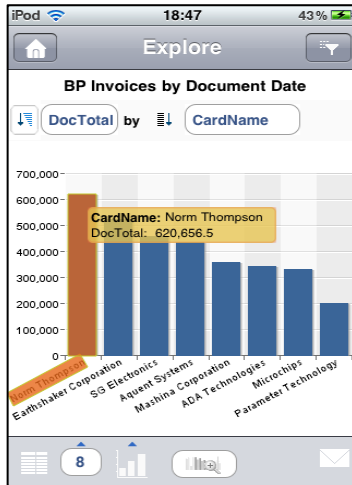 iPod 18:47 43%
Explore
BP Invoices by Document Date
DocTotal by CardName
700,000
600,000
500,000
400,000
300,000
200,000
100,000
0
CardName: Norm Thompson
DocTotal: 620,656.5
Norm Thompson
Earthshaker Corporation
SG Electronics
Aquent Systems
Mashina Corporation
ADA Technologies
Microchips
Parameter Technology
8